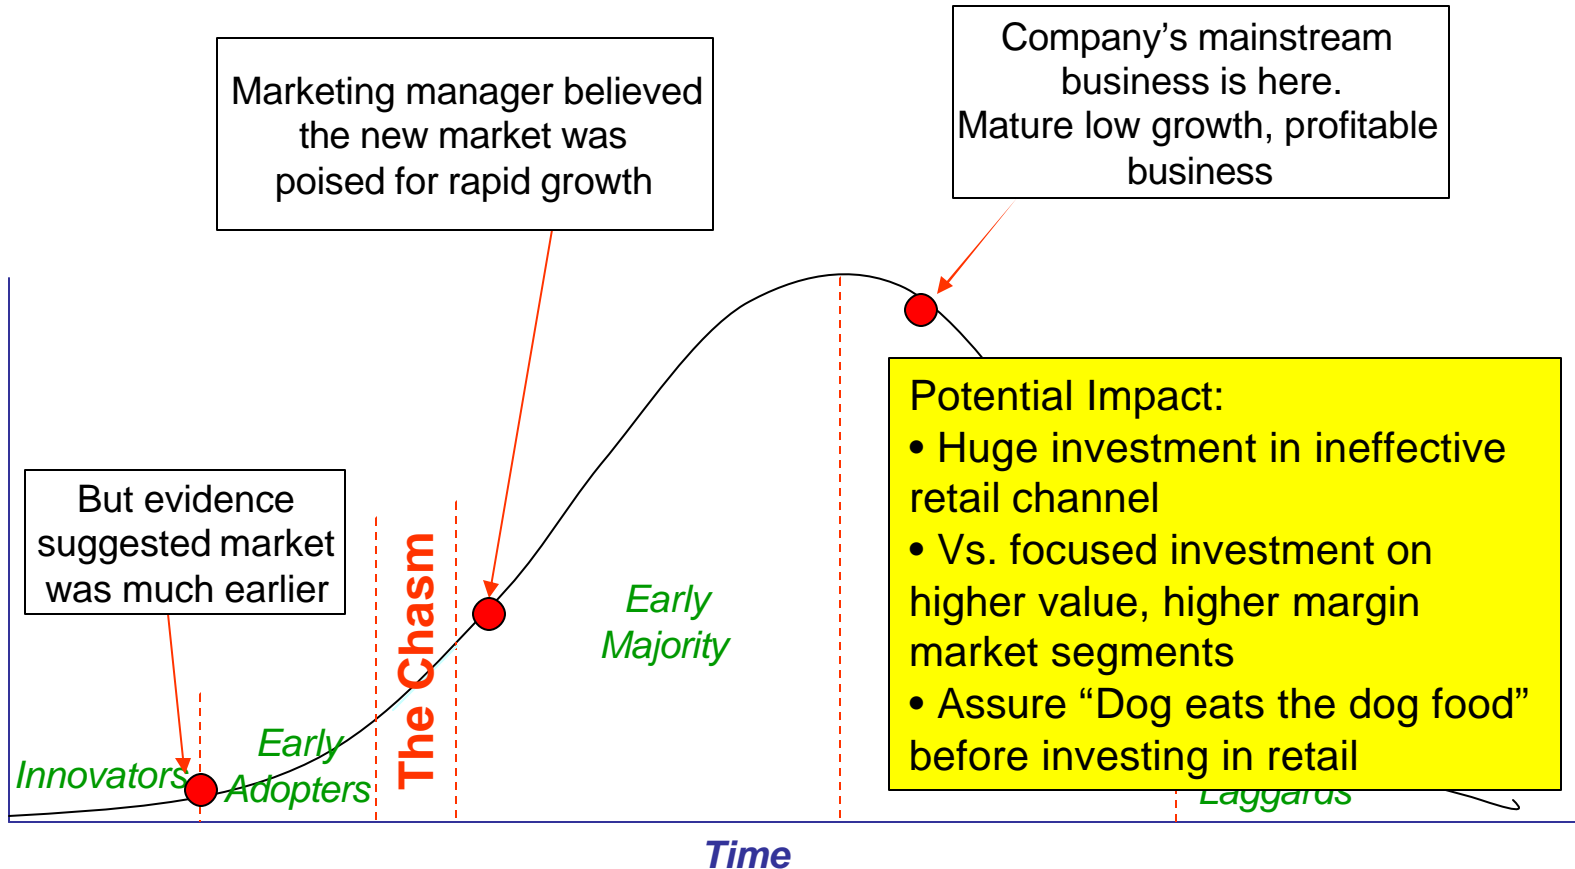 Company’s mainstream
business is here.
Mature low growth, profitable
business
Marketing manager believed
the new market was
poised for rapid growth
But evidence
suggested market
was much earlier
Potential Impact:
• Huge investment in ineffective
retail channel
• Vs. focused investment on
higher value, higher margin
market segments
• Assure “Dog eats the dog food”
before investing in retail
The Chasm
Early
Majority
Early
Adopters
Innovators
Laggards
Time